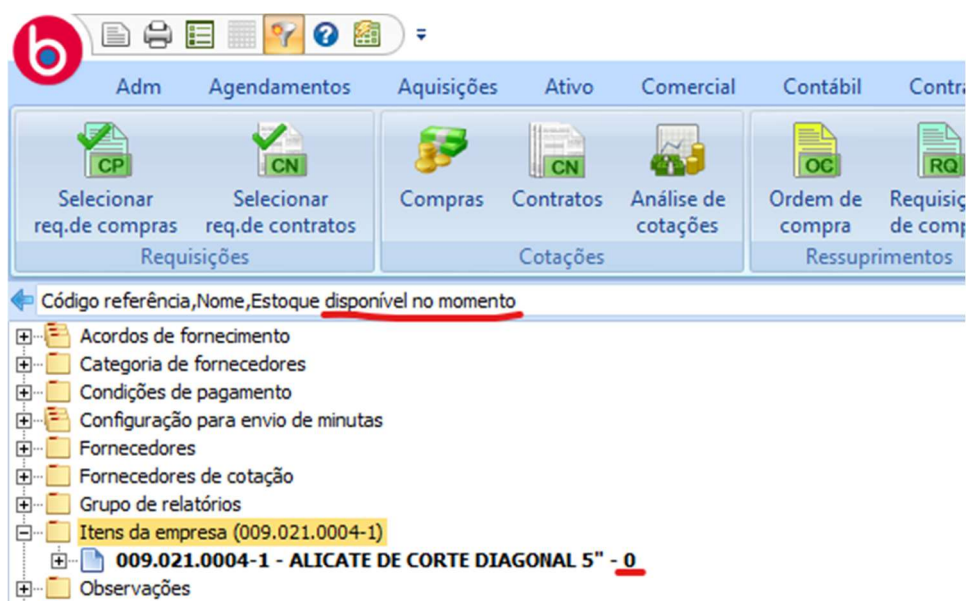 Adm Agendamentos Aquisições Ativo Comercial Contábil
CP CN CN OC RQ
Selecionar Selecionar Compras Contratos Análise de Ordem de
req.de compras req.de contratos cotações compra
Requisições Cotações Ressuprimentos
Código referência,Nome,Estoque disponível no momento
Acordos de fornecimento
Categoria de fornecedores
Condições de pagamento
Configuração para envio de minutas
Fornecedores
Fornecedores de cotação
Grupo de relatórios
Itens da empresa (009.021.0004-1)
009.021.0004-1 - ALICATE DE CORTE DIAGONAL 5" - 0
Observações